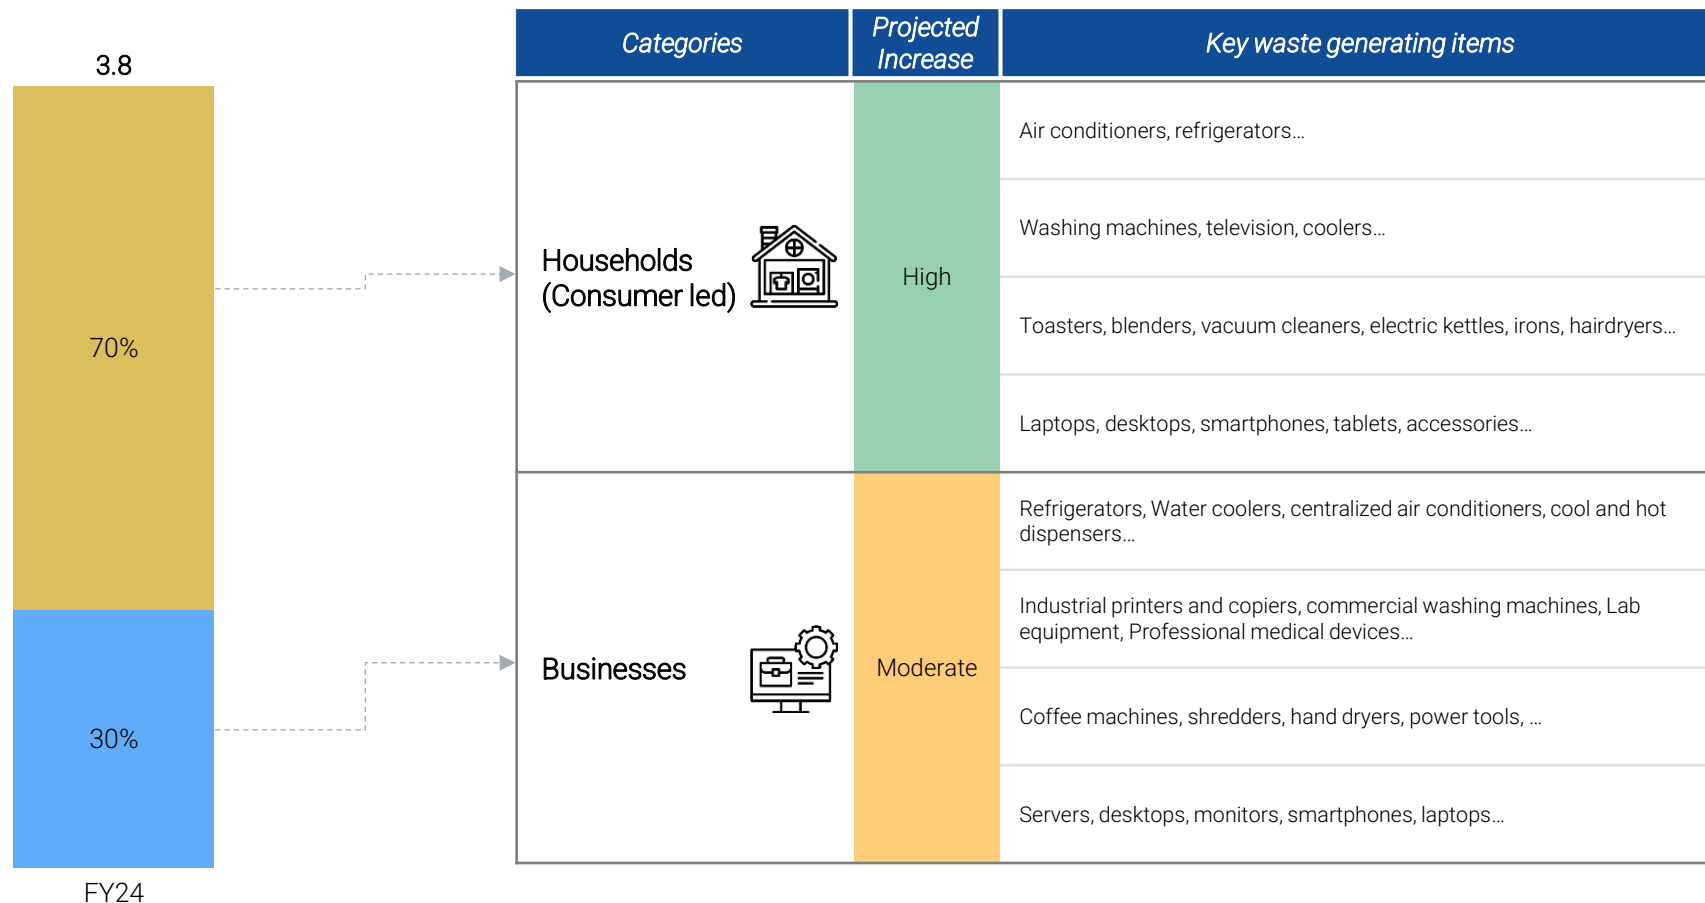 3.8
70%
30%
FY24
Categories
Projected
Increase
Key waste generating items
Households
(Consumer led)
High
Air conditioners, refrigerators…
Washing machines, television, coolers…
Toasters, blenders, vacuum cleaners, electric kettles, irons, hairdryers…
Laptops, desktops, smartphones, tablets, accessories…
Businesses
Moderate
Refrigerators, Water coolers, centralized air conditioners, cool and hot
dispensers…
Industrial printers and copiers, commercial washing machines, Lab
equipment, Professional medical devices…
Coffee machines, shredders, hand dryers, power tools, …
Servers, desktops, monitors, smartphones, laptops…